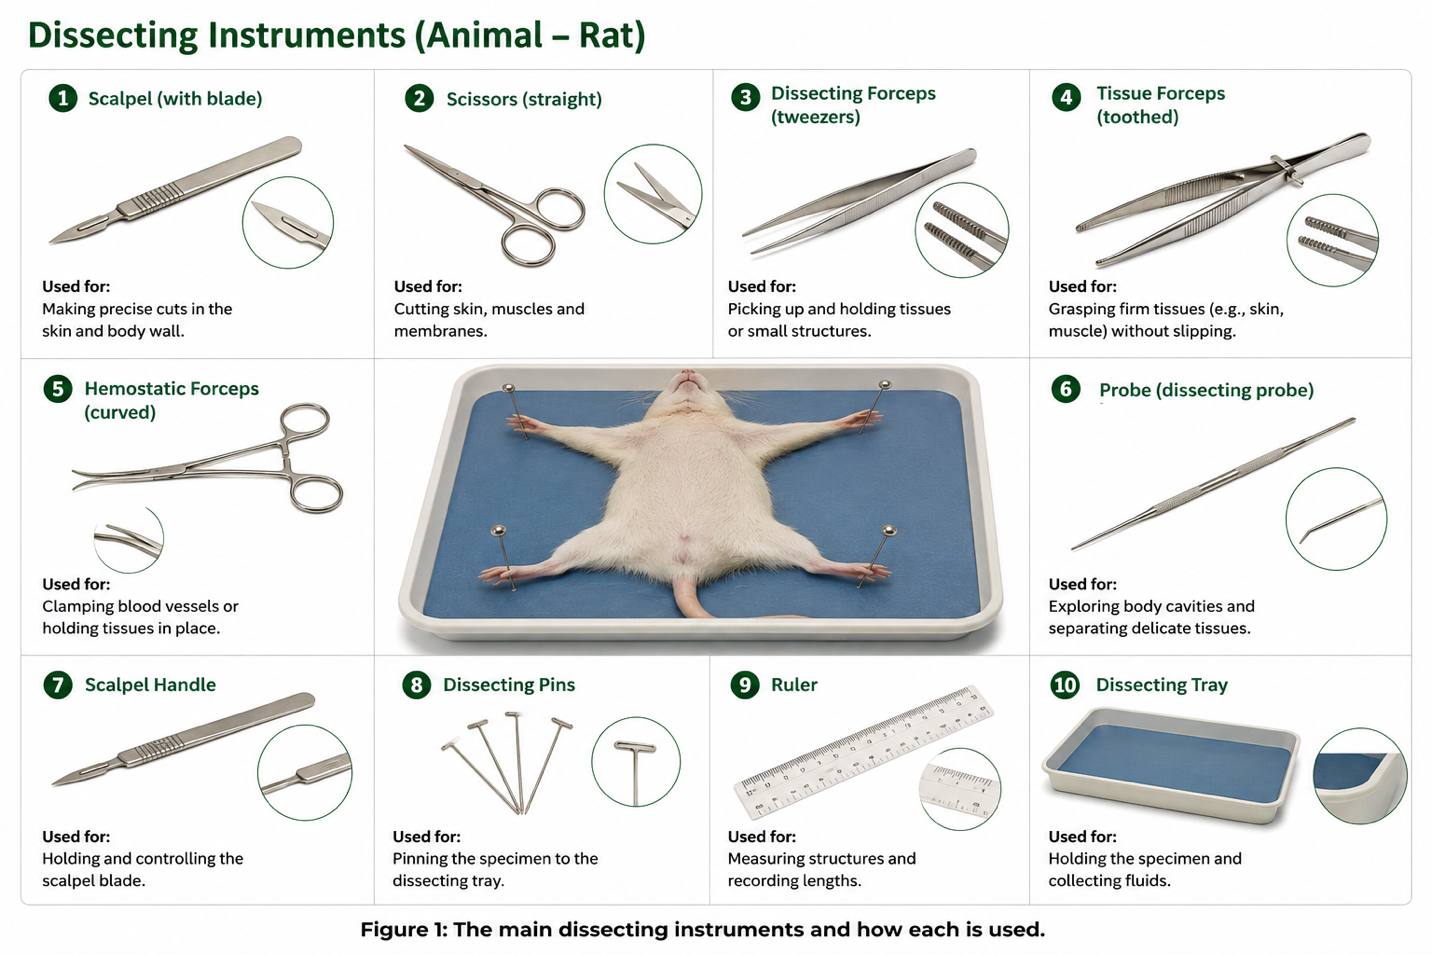 Dissecting Instruments (Animal – Rat)
1 Scalpel (with blade)
Used for:
Making precise cuts in the
skin and body wall.
2 Scissors (straight)
Used for:
Cutting skin, muscles and
membranes.
3 Dissecting Forceps
(tweezers)
Used for:
Picking up and holding tissues
or small structures.
4 Tissue Forceps
(toothed)
Used for:
Grasping firm tissues (e.g., skin,
muscle) without slipping.
5 Hemostatic Forceps
(curved)
Used for:
Clamping blood vessels or
holding tissues in place.
6 Probe (dissecting probe)
Used for:
Exploring body cavities and
separating delicate tissues.
7 Scalpel Handle
Used for:
Holding and controlling the
scalpel blade.
8 Dissecting Pins
Used for:
Pinning the specimen to the
dissecting tray.
9 Ruler
Used for:
Measuring structures and
recording lengths.
10 Dissecting Tray
Used for:
Holding the specimen and
collecting fluids.
Figure 1: The main dissecting instruments and how each is used.